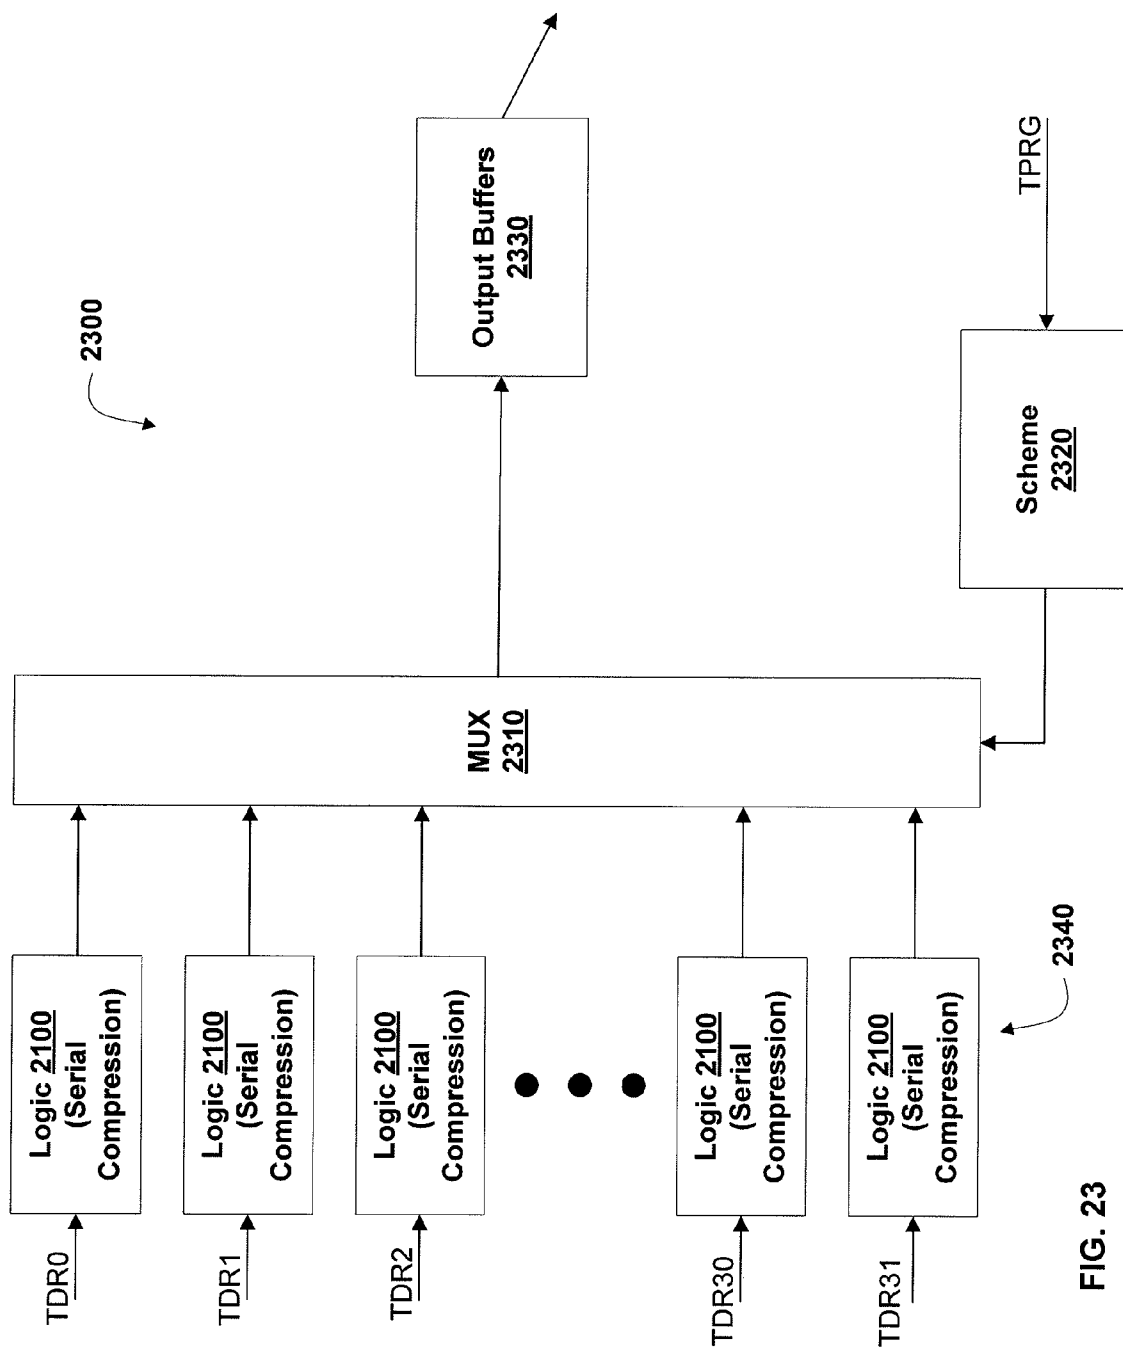 2300
TDR0
Logic 2100
(Serial
Compression)
TDR1
Logic 2100
(Serial
Compression)
TDR2
Logic 2100
(Serial
Compression)
TDR30
Logic 2100
(Serial
Compression)
TDR31
Logic 2100
(Serial
Compression)
2340
MUX
2310
Output Buffers
2330
Scheme
2320
TPRG
FIG. 23